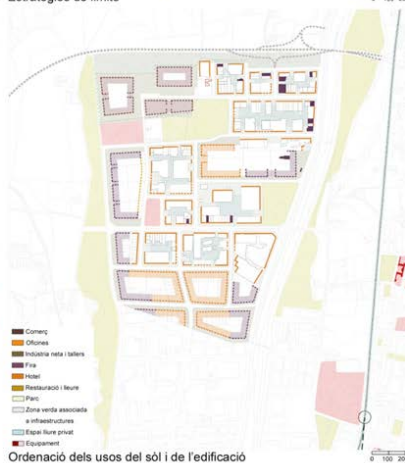 Estratègies de límits
Comerç
Oficines
Indústria neta i tallers
Fira
Hotel
Restauració i lleure
Parc
Zona verda associada
a infraestructures
Espai lliure privat
Equipament
0 100 200
Ordenació dels usos del sòl i de l'edificació